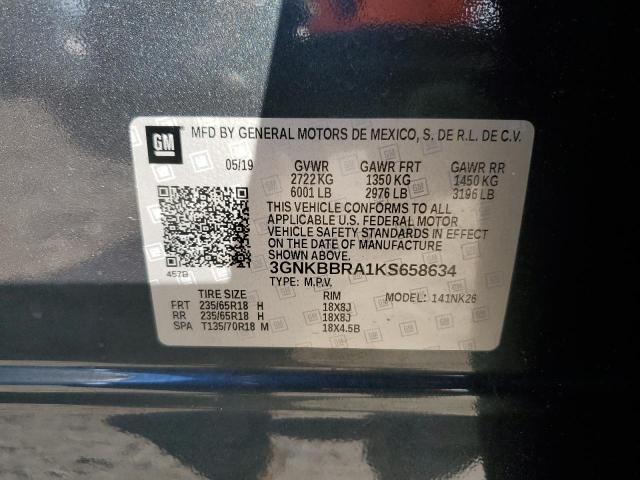 GM MFD BY GENERAL MOTORS DE MEXICO, S. DE R.L. DE C.V.
05/19 GVWR GAWR FRT GAWR RR
2722 KG 1350 KG 1450 KG
6001 LB 2976 LB 3196 LB
THIS VEHICLE CONFORMS TO ALL
APPLICABLE U.S. FEDERAL MOTOR
VEHICLE SAFETY STANDARDS IN
EFFECT ON THE DATE OF MANUFACTURE
SHOWN ABOVE.
457B 3GNKBBRA1KS658634
TYPE: M.P.V.
TIRE SIZE RIM MODEL: 141NK26
FRT 235/65R18 H 18X8J
RR 235/65R18 H 18X8J
SPA T135/70R18 M 18X4.5B